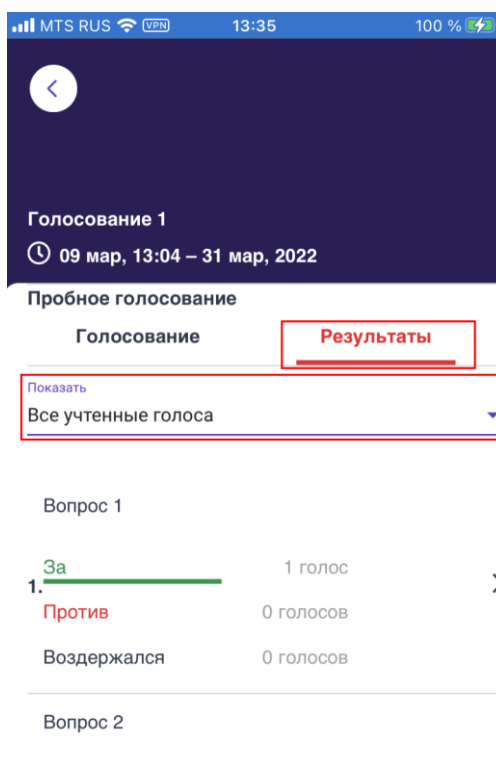 MTS RUS VPN 13:35 100 %
Голосование 1
09 мар, 13:04 – 31 мар, 2022
Пробное голосование
Голосование Результаты
Показать
Все учтенные голоса
Вопрос 1
За 1 голос
1.
Против 0 голосов
Воздержался 0 голосов
Вопрос 2